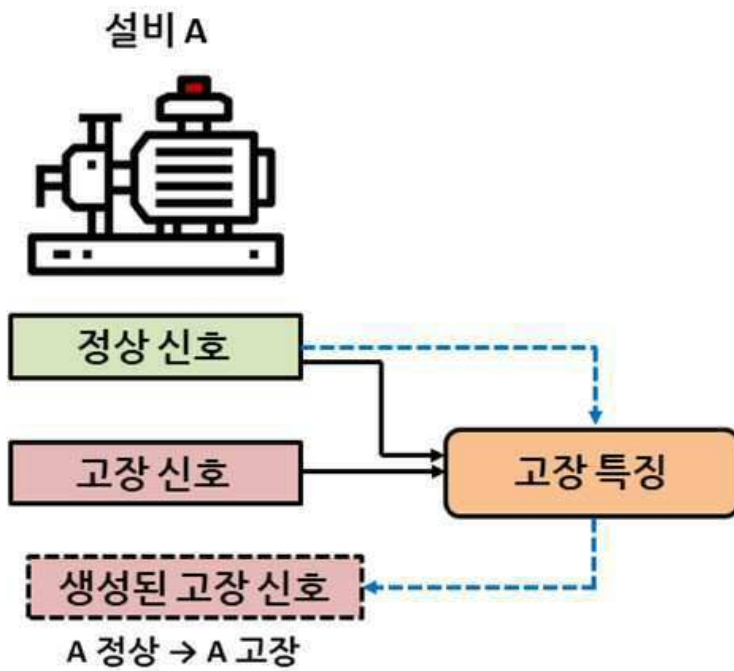 설비 A
정상 신호
고장 신호
고장 특징
생성된 고장 신호
A 정상 → A 고장